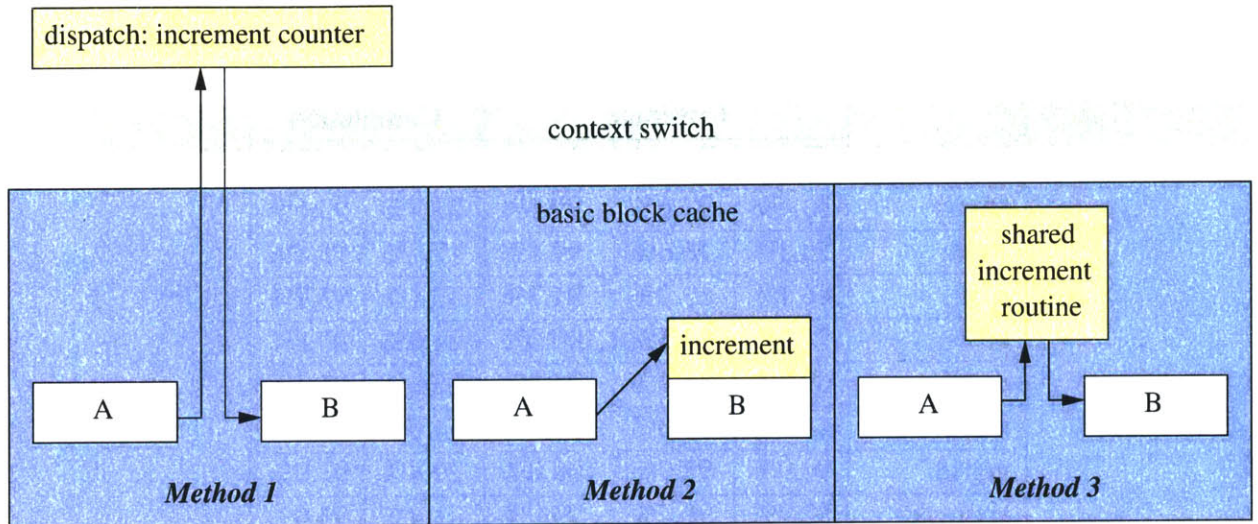 dispatch: increment counter
context switch
basic block cache
A
B
Method 1
increment
A
B
Method 2
shared
increment
routine
A
B
Method 3